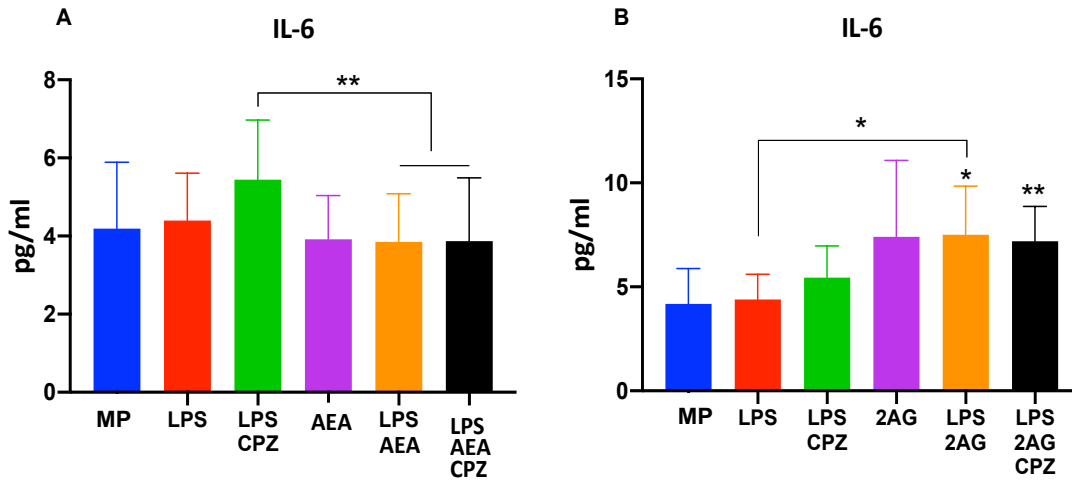 A
IL-6
pg/ml
8
6
4
2
0
**
MP
LPS
LPS
CPZ
AEA
LPS
AEA
LPS
AEA
CPZ
B
IL-6
pg/ml
15
10
5
0
*
*
**
MP
LPS
LPS
CPZ
2AG
LPS
2AG
LPS
2AG
CPZ